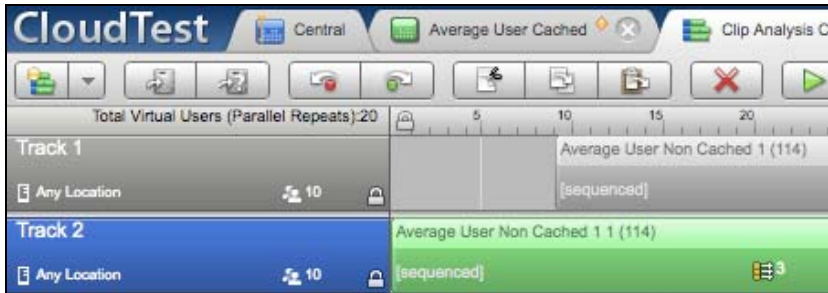 CloudTest
Central
Average User Cached
Clip Analysis C
Total Virtual Users (Parallel Repeats):20
5
10
15
20
Track 1
Average User Non Cached 1 (114)
Any Location
10
[sequenced]
Track 2
Average User Non Cached 1 1 (114)
Any Location
10
[sequenced]
3